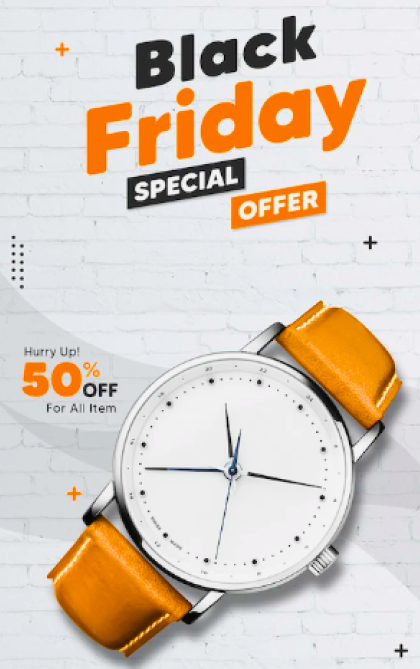 Black
Friday
SPECIAL
OFFER
Hurry Up!
50% OFF
For All Item